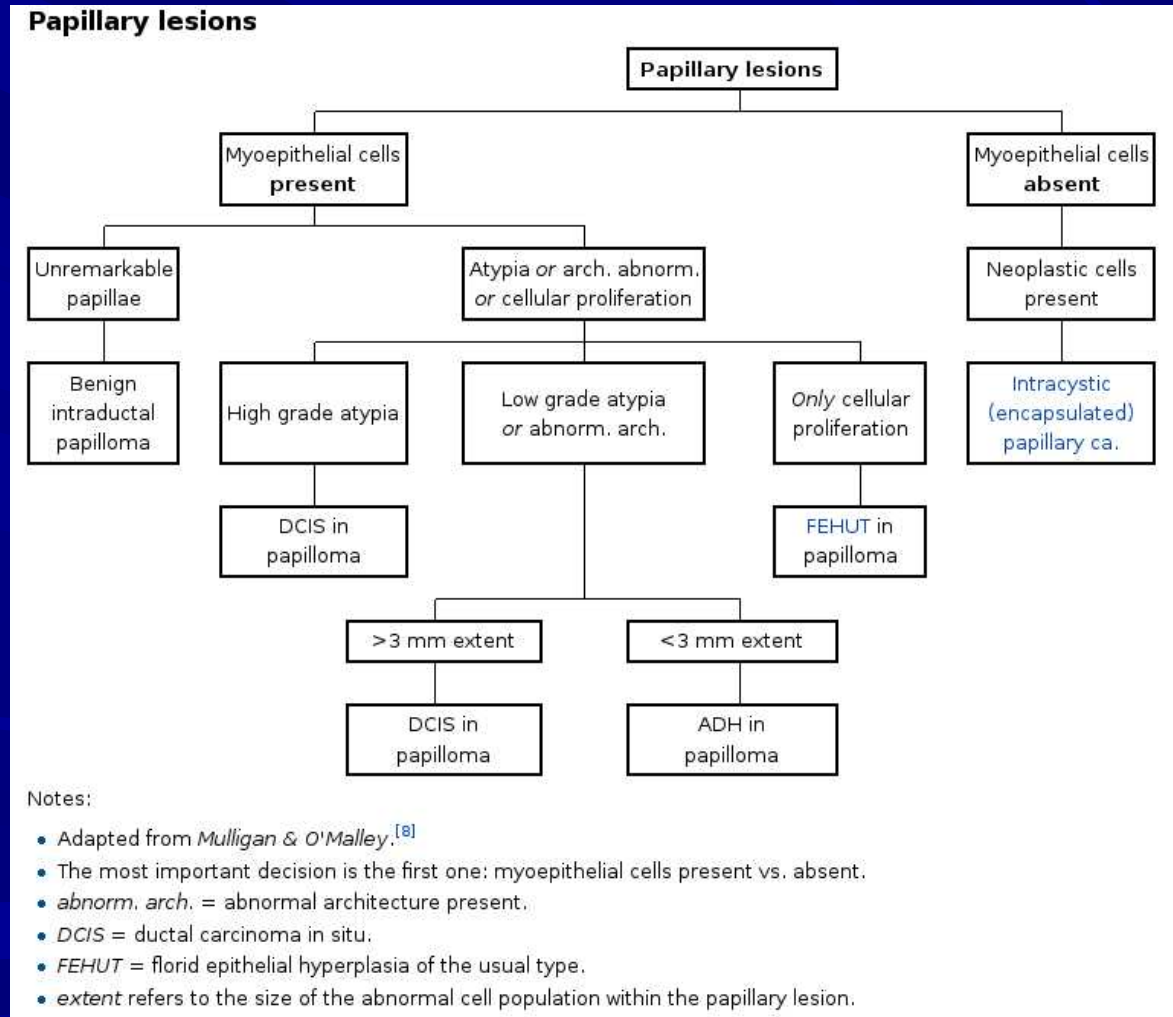 Papillary lesions
Papillary lesions
Myoepithelial cells
present
Myoepithelial cells
absent
Unremarkable
papillae
Atypia or arch. abnorm.
or cellular proliferation
Neoplastic cells
present
Benign
intraductal
papilloma
High grade atypia
Low grade atypia
or abnorm. arch.
Only cellular
proliferation
Intracystic
(encapsulated)
papillary ca.
DCIS in
papilloma
FEHUT in
papilloma
>3 mm extent
<3 mm extent
DCIS in
papilloma
ADH in
papilloma
Notes:
• Adapted from Mulligan & O'Malley.[8]
• The most important decision is the first one: myoepithelial cells present vs. absent.
• abnorm. arch. = abnormal architecture present.
• DCIS = ductal carcinoma in situ.
• FEHUT = florid epithelial hyperplasia of the usual type.
• extent refers to the size of the abnormal cell population within the papillary lesion.